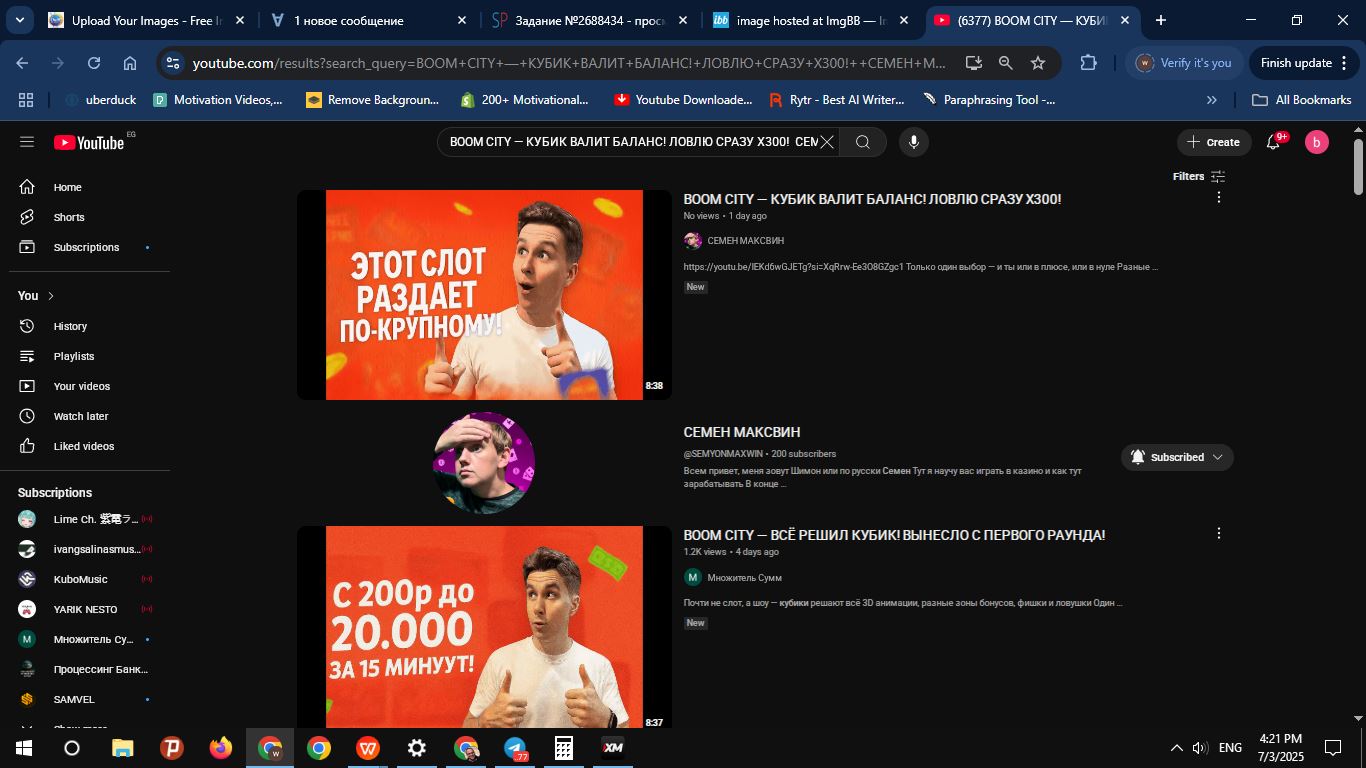 Upload Your Images - Free Ir
1 новое сообщение
Задание №2688434 - прос
image hosted at ImgBB — Im
(6377) BOOM CITY — КУБИ
youtube.com/results?search_query=BOOM+CITY+—+КУБИК+ВАЛИТ+БАЛАНС!+ЛОВЛЮ+СРАЗУ+X300!++СЕМЕН+М...
Verify it's you
Finish update
uberduck
Motivation Videos,...
Remove Backgroun...
200+ Motivational...
Youtube Downloade...
Rytr - Best AI Writer...
Paraphrasing Tool -...
All Bookmarks
YouTube EG
BOOM CITY — КУБИК ВАЛИТ БАЛАНС! ЛОВЛЮ СРАЗУ X300! СЕМ
Create
9+
b
Filters
Home
Shorts
Subscriptions
You
History
Playlists
Your videos
Watch later
Liked videos
Subscriptions
Lime Ch. 紫電ラ...
ivangsalinasmus...
KuboMusic
YARIK NESTO
М
Множитель Су...
Процессинг Банк...
SAMVEL
Show more
ЭТОТ СЛОТ
РАЗДАЕТ
ПО-КРУПНОМУ!
8:38
BOOM CITY — КУБИК ВАЛИТ БАЛАНС! ЛОВЛЮ СРАЗУ X300!
No views • 1 day ago
СЕМЕН МАКСВИН
https://youtu.be/IEKd6wGJETg?si=XqRrw-Ee3O8GZgc1 Только один выбор — и ты или в плюсе, или в нуле Разные ...
New
СЕМЕН МАКСВИН
@SEMYONMAXWIN • 200 subscribers
Всем привет, меня зовут Шимон или по русски Семен Тут я научу вас играть в казино и как тут
зарабатывать В конце ...
Subscribed
С 200р до
20.000
ЗА 15 МИНУУТ!
8:37
BOOM CITY — ВСЁ РЕШИЛ КУБИК! ВЫНЕСЛО С ПЕРВОГО РАУНДА!
1.2K views • 4 days ago
М
Множитель Сумм
Почти не слот, а шоу — кубики решают всё 3D анимации, разные зоны бонусов, фишки и ловушки Один ...
New
77
XM
ENG
4:21 PM
7/3/2025